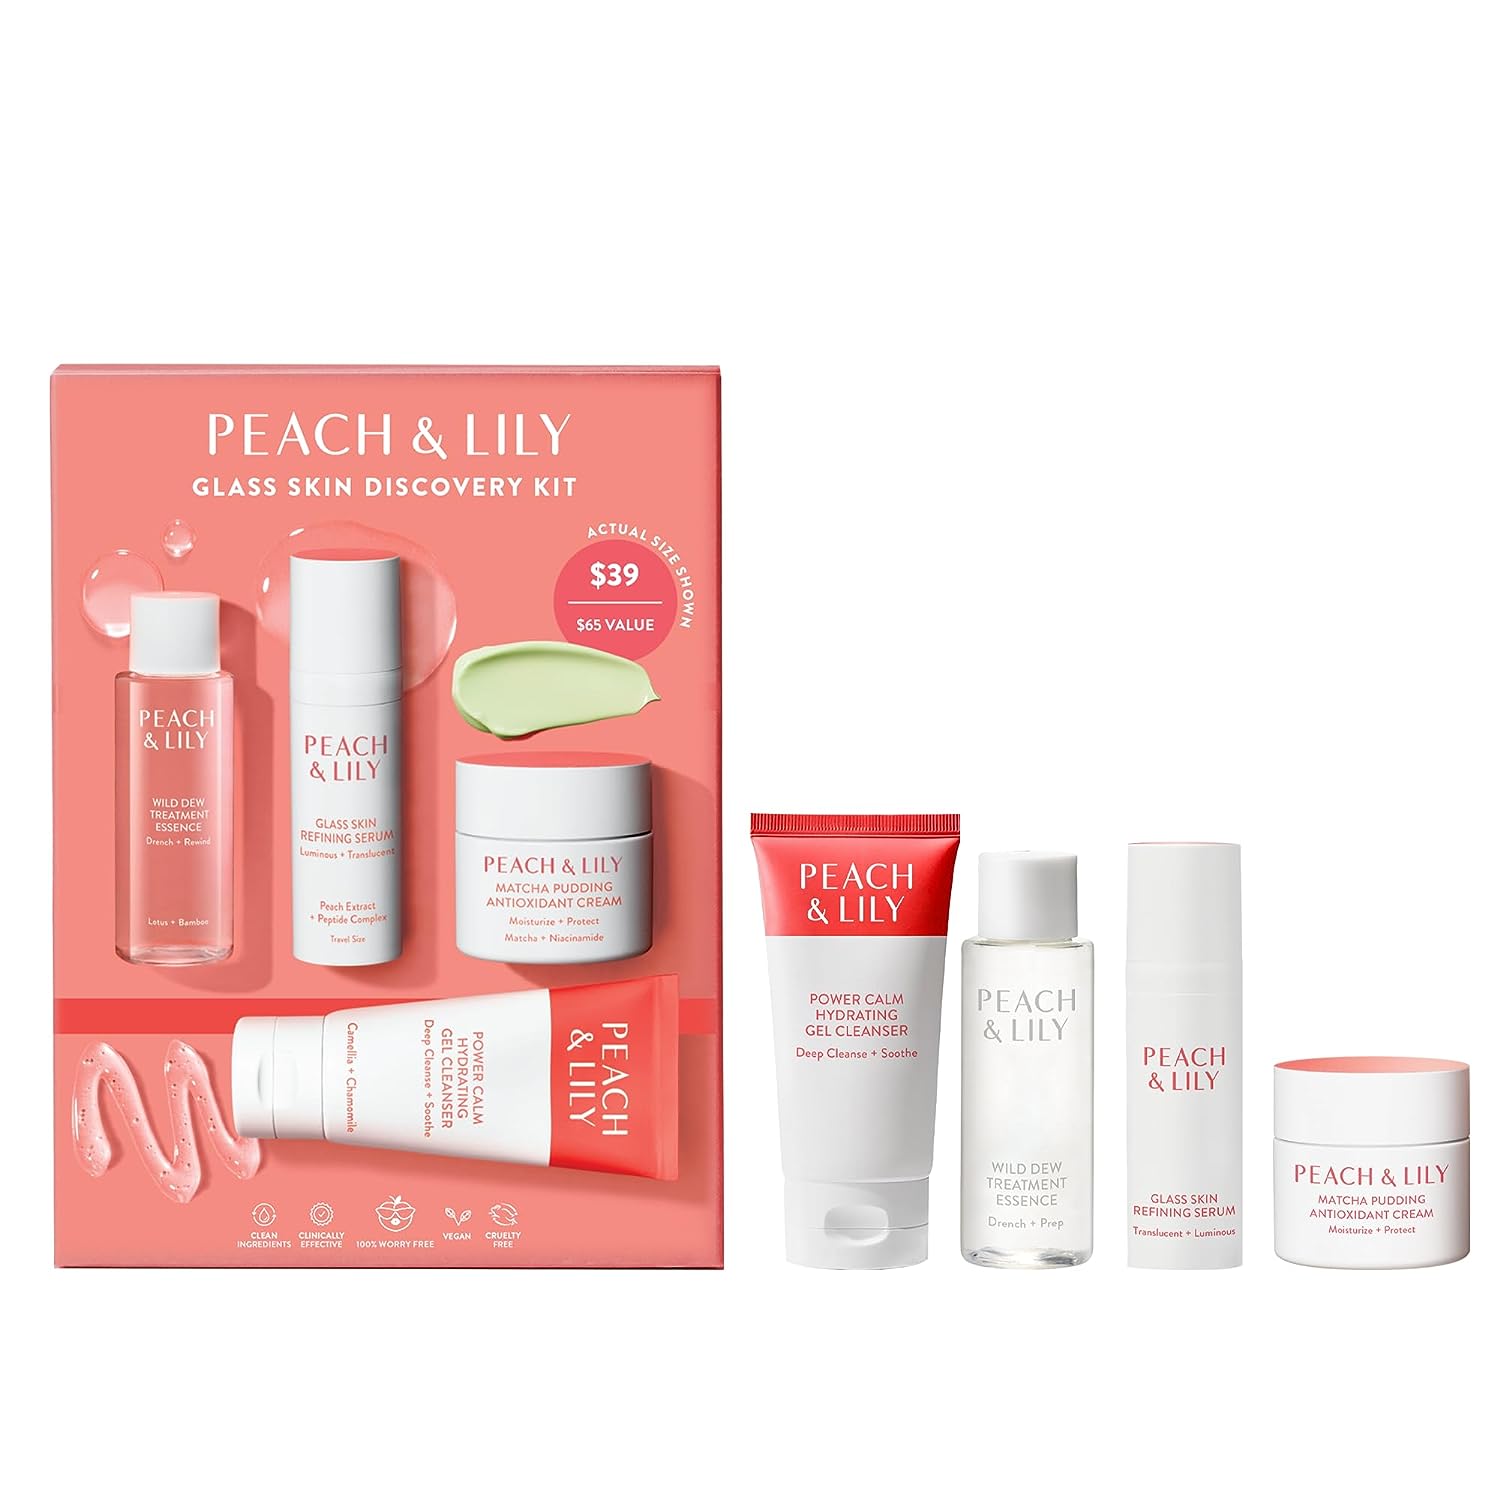 PEACH & LILY
GLASS SKIN DISCOVERY KIT
ACTUAL SIZE SHOWN
$39
$65 VALUE
PEACH
& LILY
WILD DEW
TREATMENT
ESSENCE
Drench + Rewind
Lotus + Bamboo
PEACH
& LILY
GLASS SKIN
REFINING SERUM
Luminous + Translucent
Peach Extract
+ Peptide Complex
Travel Size
PEACH & LILY
MATCHA PUDDING
ANTIOXIDANT CREAM
Moisturize + Protect
Matcha + Niacinamide
PEACH
& LILY
POWER CALM
HYDRATING
GEL CLEANSER
Deep Cleanse + Soothe
Camellia + Chamomile
CLEAN
INGREDIENTS
CLINICALLY
EFFECTIVE
100% WORRY FREE
VEGAN
CRUELTY
FREE
PEACH
& LILY
POWER CALM
HYDRATING
GEL CLEANSER
Deep Cleanse + Soothe
PEACH
& LILY
WILD DEW
TREATMENT
ESSENCE
Drench + Prep
PEACH
& LILY
GLASS SKIN
REFINING SERUM
Translucent + Luminous
PEACH & LILY
MATCHA PUDDING
ANTIOXIDANT CREAM
Moisturize + Protect